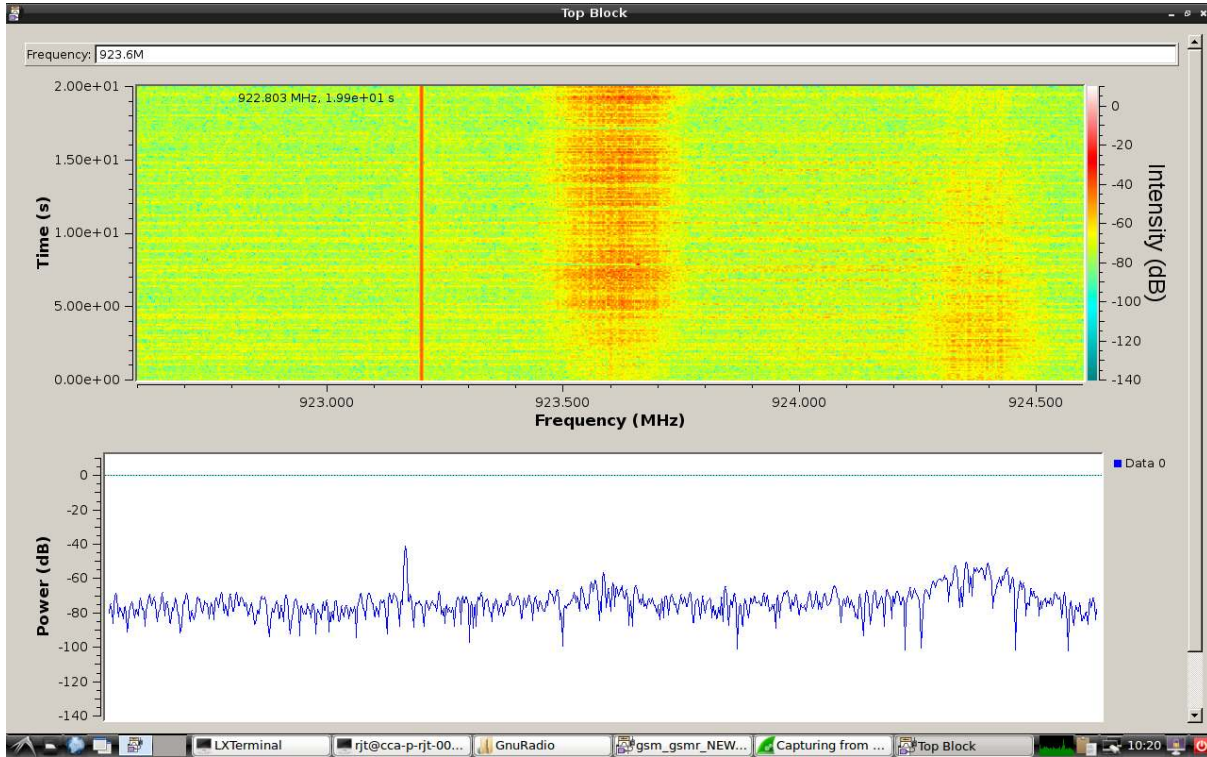 Top Block
Frequency: 923.6M
2.00e+01
922.803 MHz, 1.99e+01 s
1.50e+01
1.00e+01
5.00e+00
0.00e+00
Time (s)
923.000
923.500
924.000
924.500
Frequency (MHz)
0
-20
-40
-60
-80
-100
-120
-140
Intensity (dB)
Data 0
0
-20
-40
-60
-80
-100
-120
-140
Power (dB)
LXTerminal
rjt@cca-p-rjt-00...
GnuRadio
gsm_gsmr_NEW...
Capturing from ...
Top Block
10:20